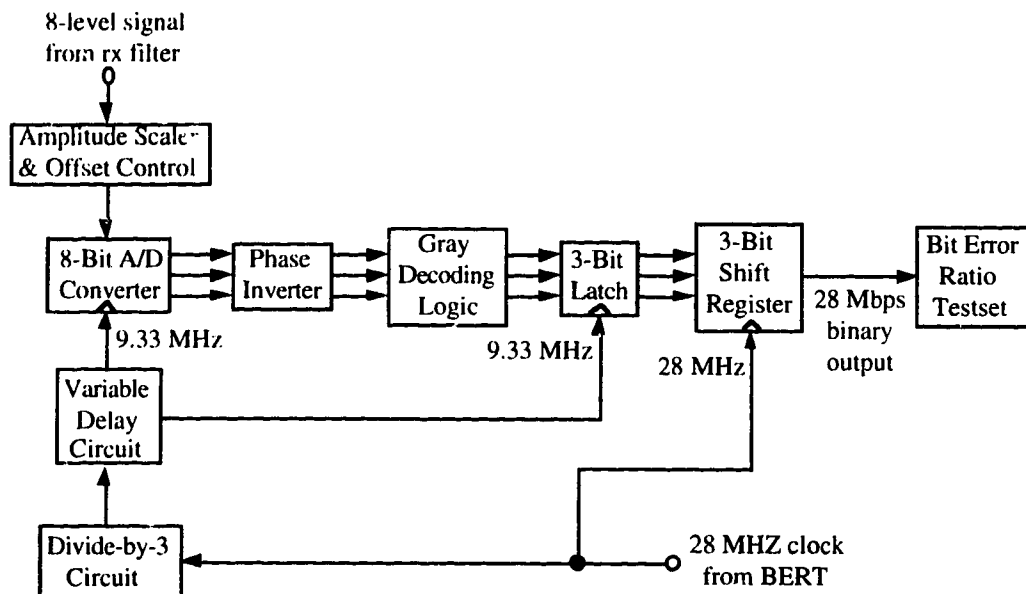 8-level signal
from rx filter
Amplitude Scaler
& Offset Control
8-Bit A/D
Converter
Phase
Inverter
Gray
Decoding
Logic
3-Bit
Latch
3-Bit
Shift
Register
28 Mbps
binary
output
Bit Error
Ratio
Testset
9.33 MHz
9.33 MHz
28 MHz
Variable
Delay
Circuit
Divide-by-3
Circuit
28 MHZ clock
from BERT